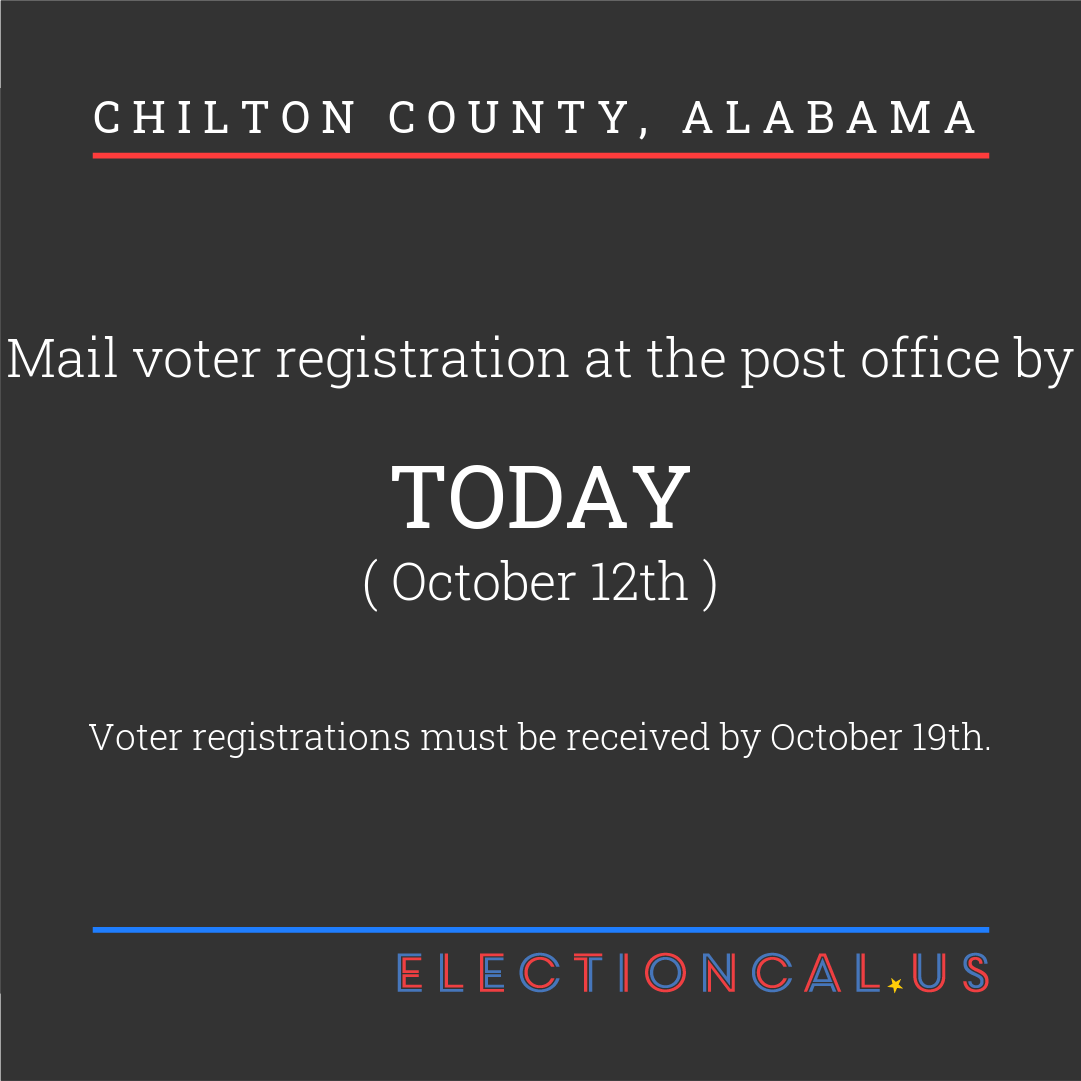 CHILTON COUNTY, ALABAMA
Mail voter registration at the post office by
TODAY
( October 12th )
Voter registrations must be received by October 19th.
ELECTIONCAL.US